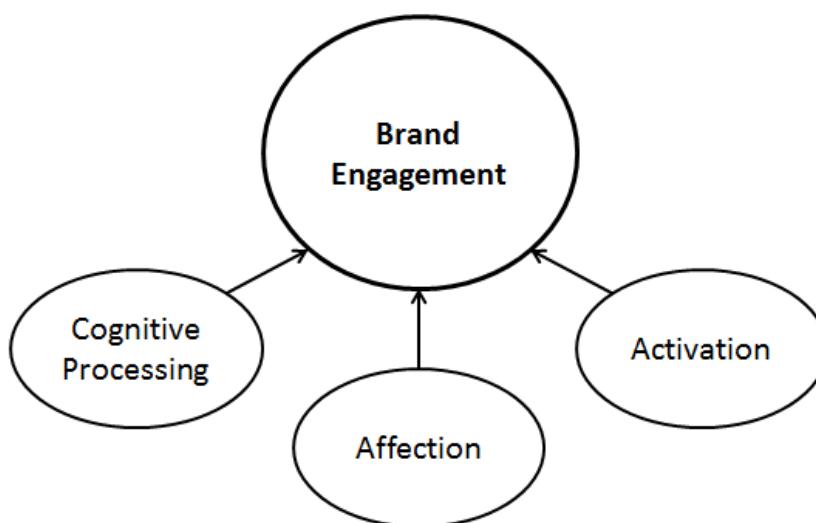 Brand
Engagement
Cognitive
Processing
Activation
Affection